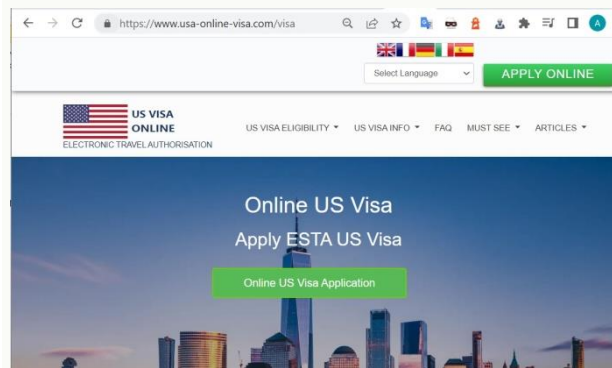 https://www.usa-online-visa.com/visa
A
Select Language
APPLY ONLINE
US VISA
ONLINE
ELECTRONIC TRAVEL AUTHORISATION
US VISA ELIGIBILITY US VISA INFO FAQ MUST SEE ARTICLES
Online US Visa
Apply ESTA US Visa
Online US Visa Application